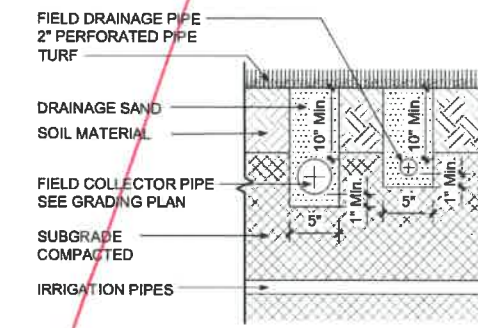 FIELD DRAINAGE PIPE
2" PERFORATED PIPE
TURF
DRAINAGE SAND
SOIL MATERIAL
FIELD COLLECTOR PIPE
SEE GRADING PLAN
SUBGRADE
COMPACTED
IRRIGATION PIPES
10" Min.
10" Min.
1" Min.
1" Min.
5"
5"